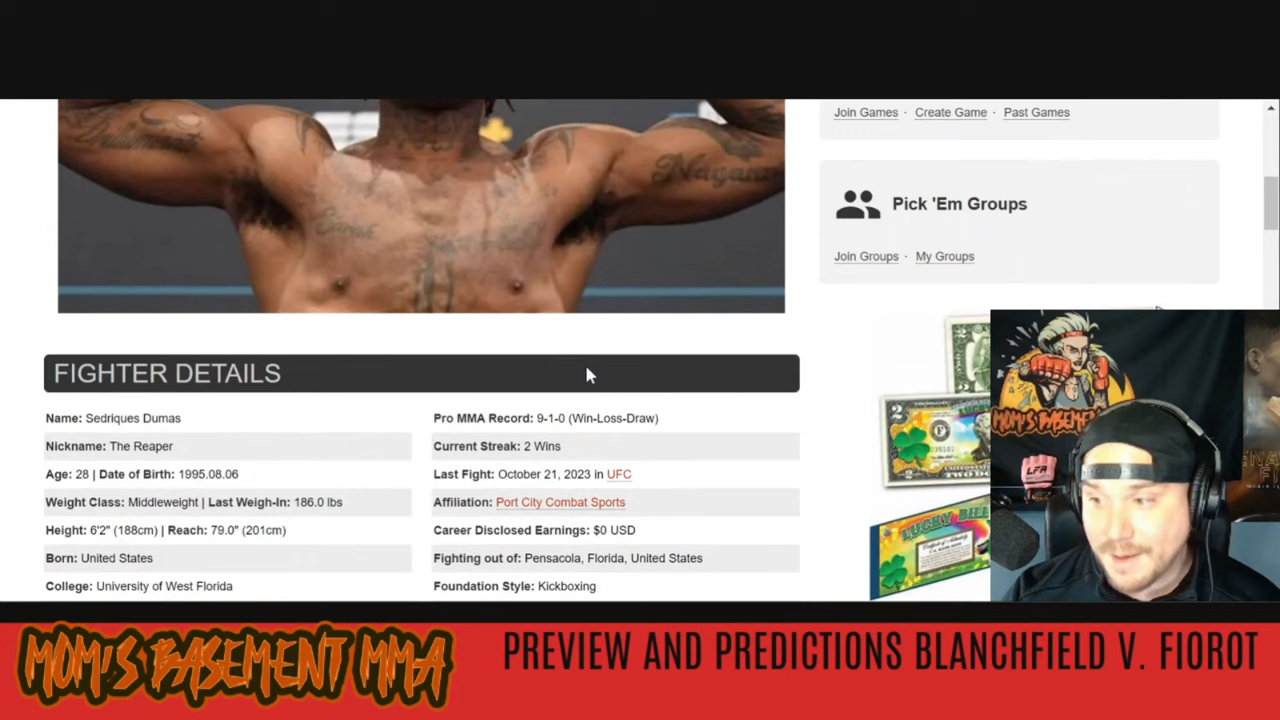 Join Games · Create Game · Past Games
Pick 'Em Groups
Join Groups · My Groups
FIGHTER DETAILS
Name: Sedriques Dumas
Pro MMA Record: 9-1-0 (Win-Loss-Draw)
Nickname: The Reaper
Current Streak: 2 Wins
Age: 28 | Date of Birth: 1995.08.06
Last Fight: October 21, 2023 in UFC
Weight Class: Middleweight | Last Weigh-In: 186.0 lbs
Affiliation: Port City Combat Sports
Height: 6'2" (188cm) | Reach: 79.0" (201cm)
Career Disclosed Earnings: $0 USD
Born: United States
Fighting out of: Pensacola, Florida, United States
College: University of West Florida
Foundation Style: Kickboxing
MOM'S BASEMENT
LFA
MOM'S BASEMENT MMA
PREVIEW AND PREDICTIONS BLANCHFIELD V. FIOROT